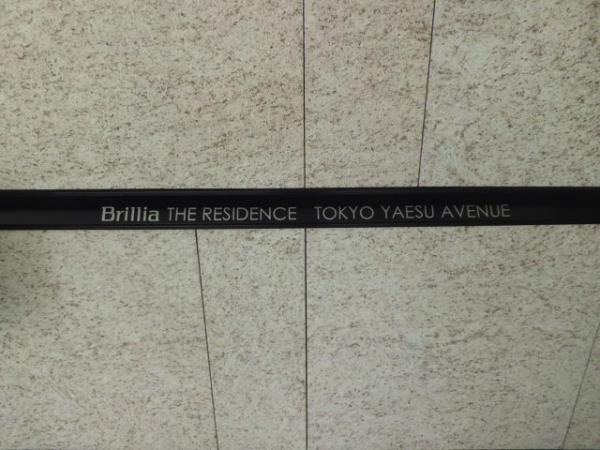 Brillia THE RESIDENCE TOKYO YAESU AVENUE